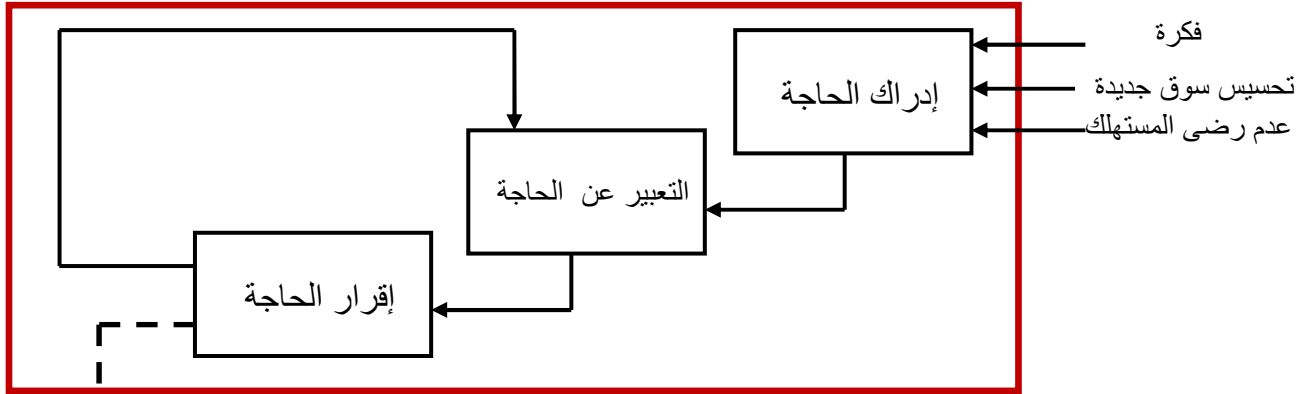 فكرة
تحسيس سوق جديدة
عدم رضى المستهلك
إدراك الحاجة
التعبير عن الحاجة
إقرار الحاجة